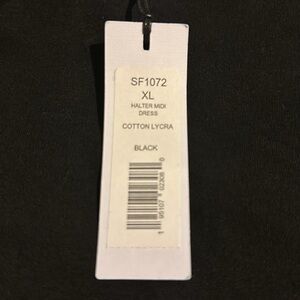 SF1072
XL
HALTER MIDI
DRESS
COTTON LYCRA
BLACK